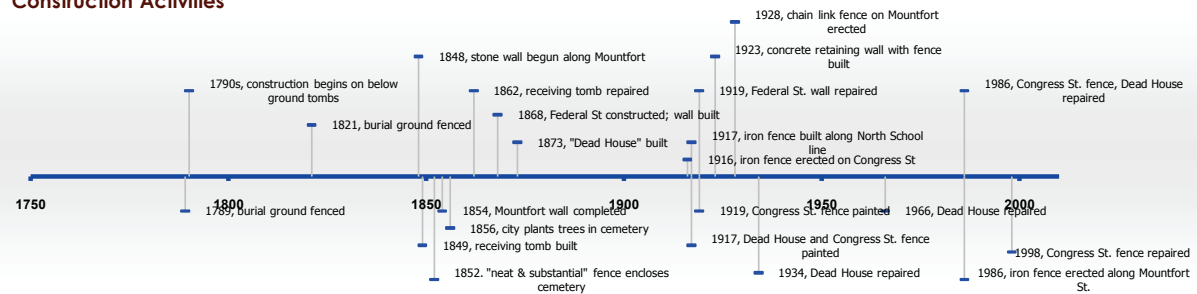 Construction Activities
1928, chain link fence on Mountfort
erected
1848, stone wall begun along Mountfort
1923, concrete retaining wall with fence
built
1790s, construction begins on below
ground tombs
1862, receiving tomb repaired
1919, Federal St. wall repaired
1986, Congress St. fence, Dead House
repaired
1868, Federal St constructed; wall built
1821, burial ground fenced
1873, "Dead House" built
1917, iron fence built along North School
line
1916, iron fence erected on Congress St
1750
1800
1850
1900
1950
2000
1789, burial ground fenced
1854, Mountfort wall completed
1919, Congress St. fence painted
1966, Dead House repaired
1856, city plants trees in cemetery
1849, receiving tomb built
1917, Dead House and Congress St. fence
painted
1998, Congress St. fence repaired
1852. "neat & substantial" fence encloses
cemetery
1934, Dead House repaired
1986, iron fence erected along Mountfort
St.